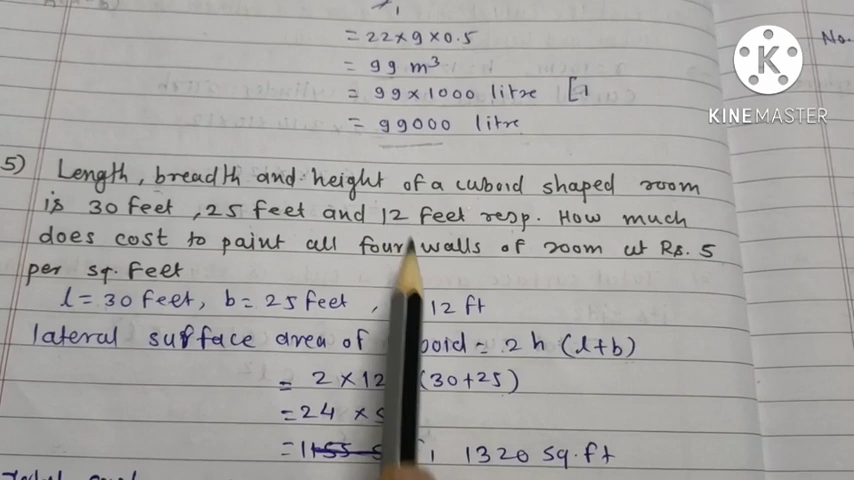 = 22×9×0.5
= 99 m³
= 99×1000 litre [
= 99000 litre
No.
KINEMASTER
5) Length, breadth and height of a cuboid shaped room
is 30 feet, 25 feet and 12 feet resp. How much
does cost to paint all four walls of room at Rs. 5
per sq. feet
l = 30 feet, b = 25 feet, 12 ft
lateral surface area of = 2h (l+b)
= 2 × 12 (30+25)
= 24 ×
= 1320 sq.ft